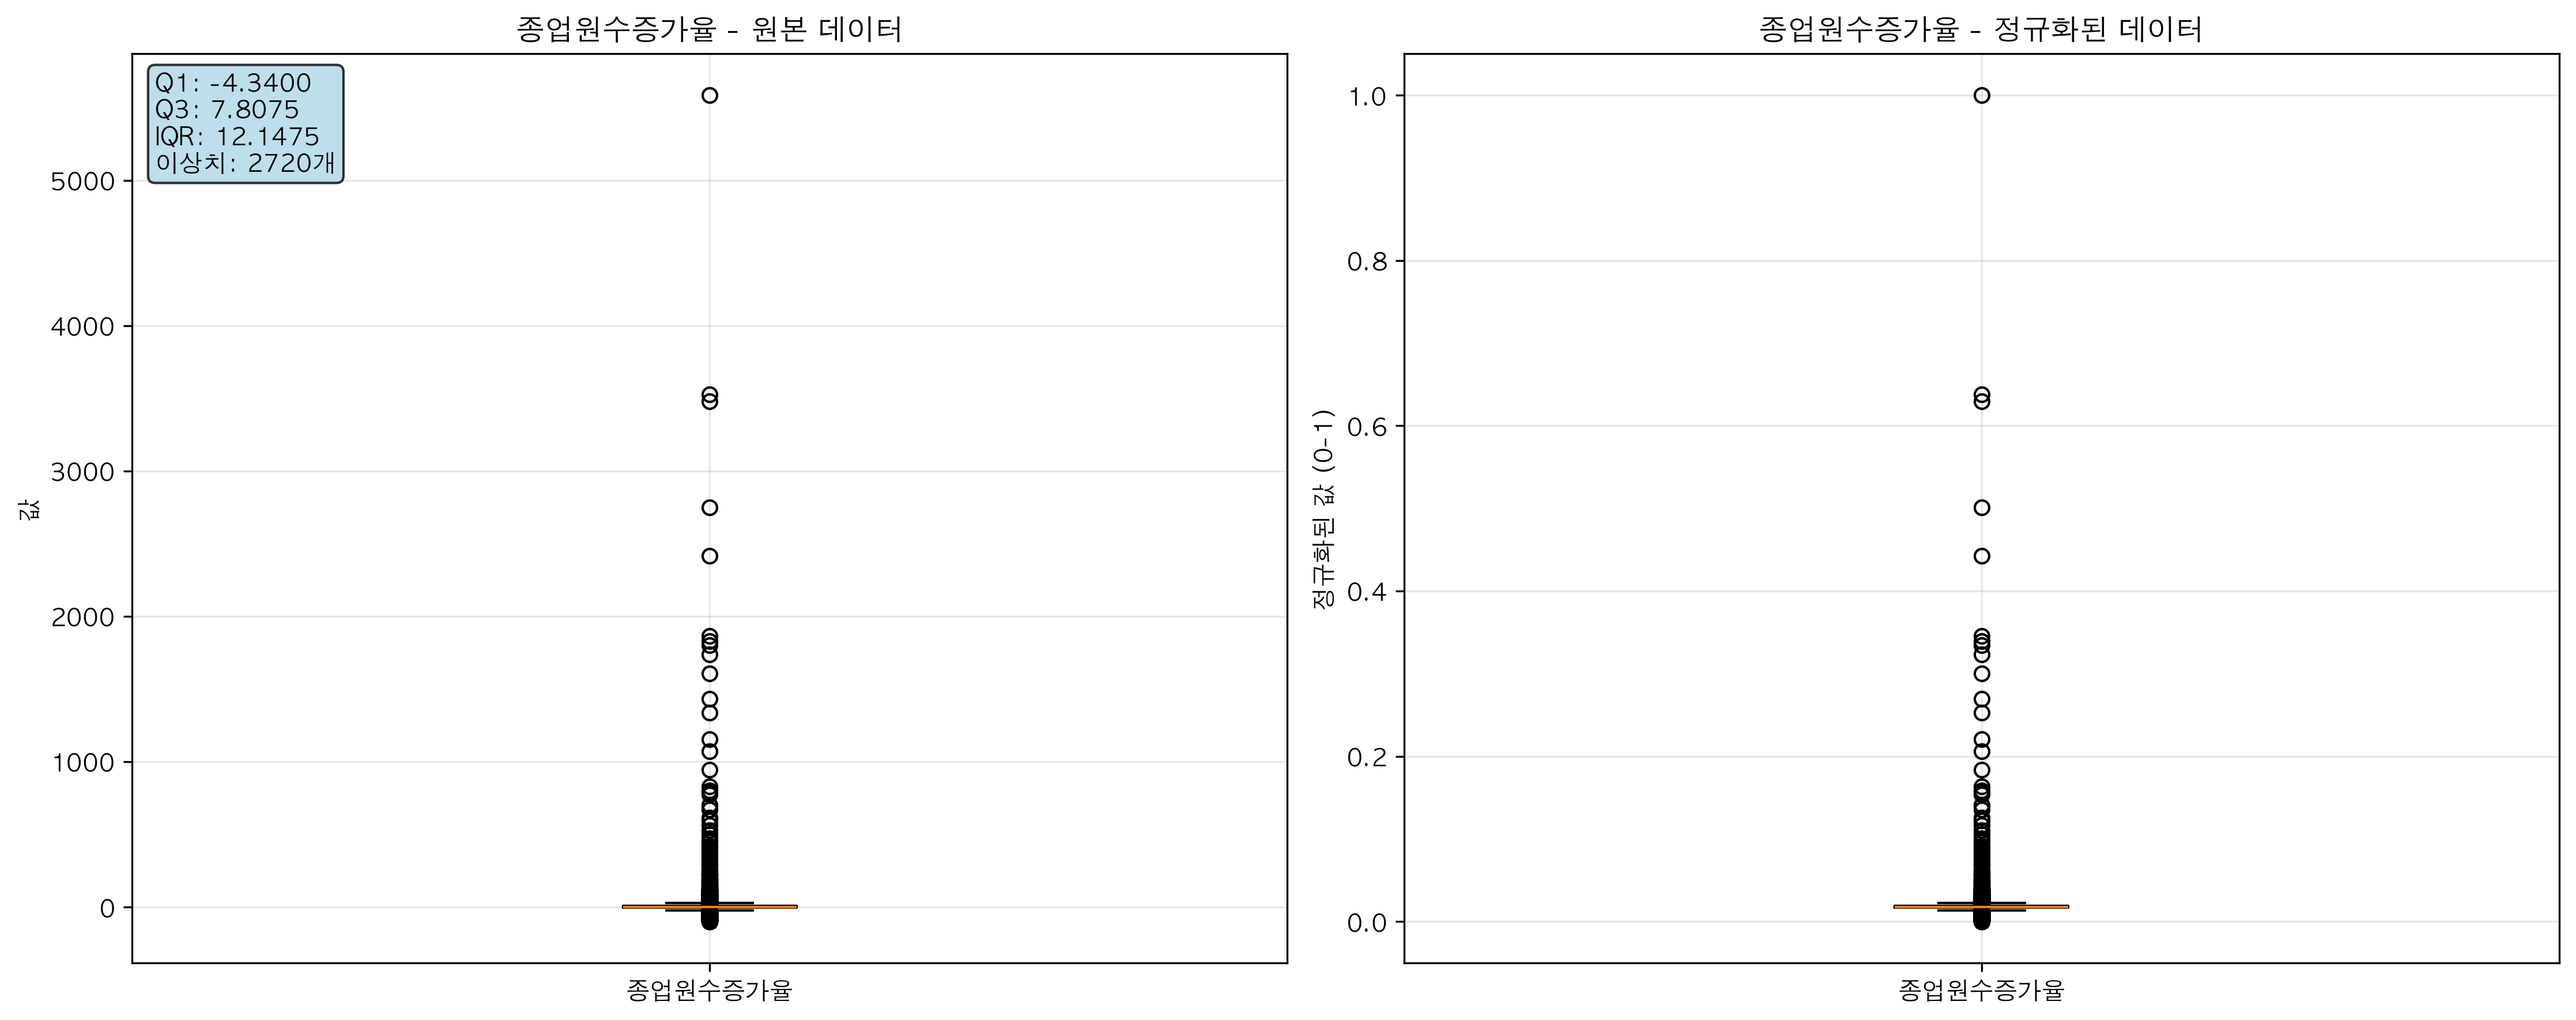 종업원수증가율 - 원본 데이터
Q1: -4.3400
Q3: 7.8075
IQR: 12.1475
이상치: 2720개
5000
4000
3000
2000
1000
0
값
종업원수증가율
종업원수증가율 - 정규화된 데이터
1.0
0.8
0.6
0.4
0.2
0.0
정규화된 값 (0-1)
종업원수증가율